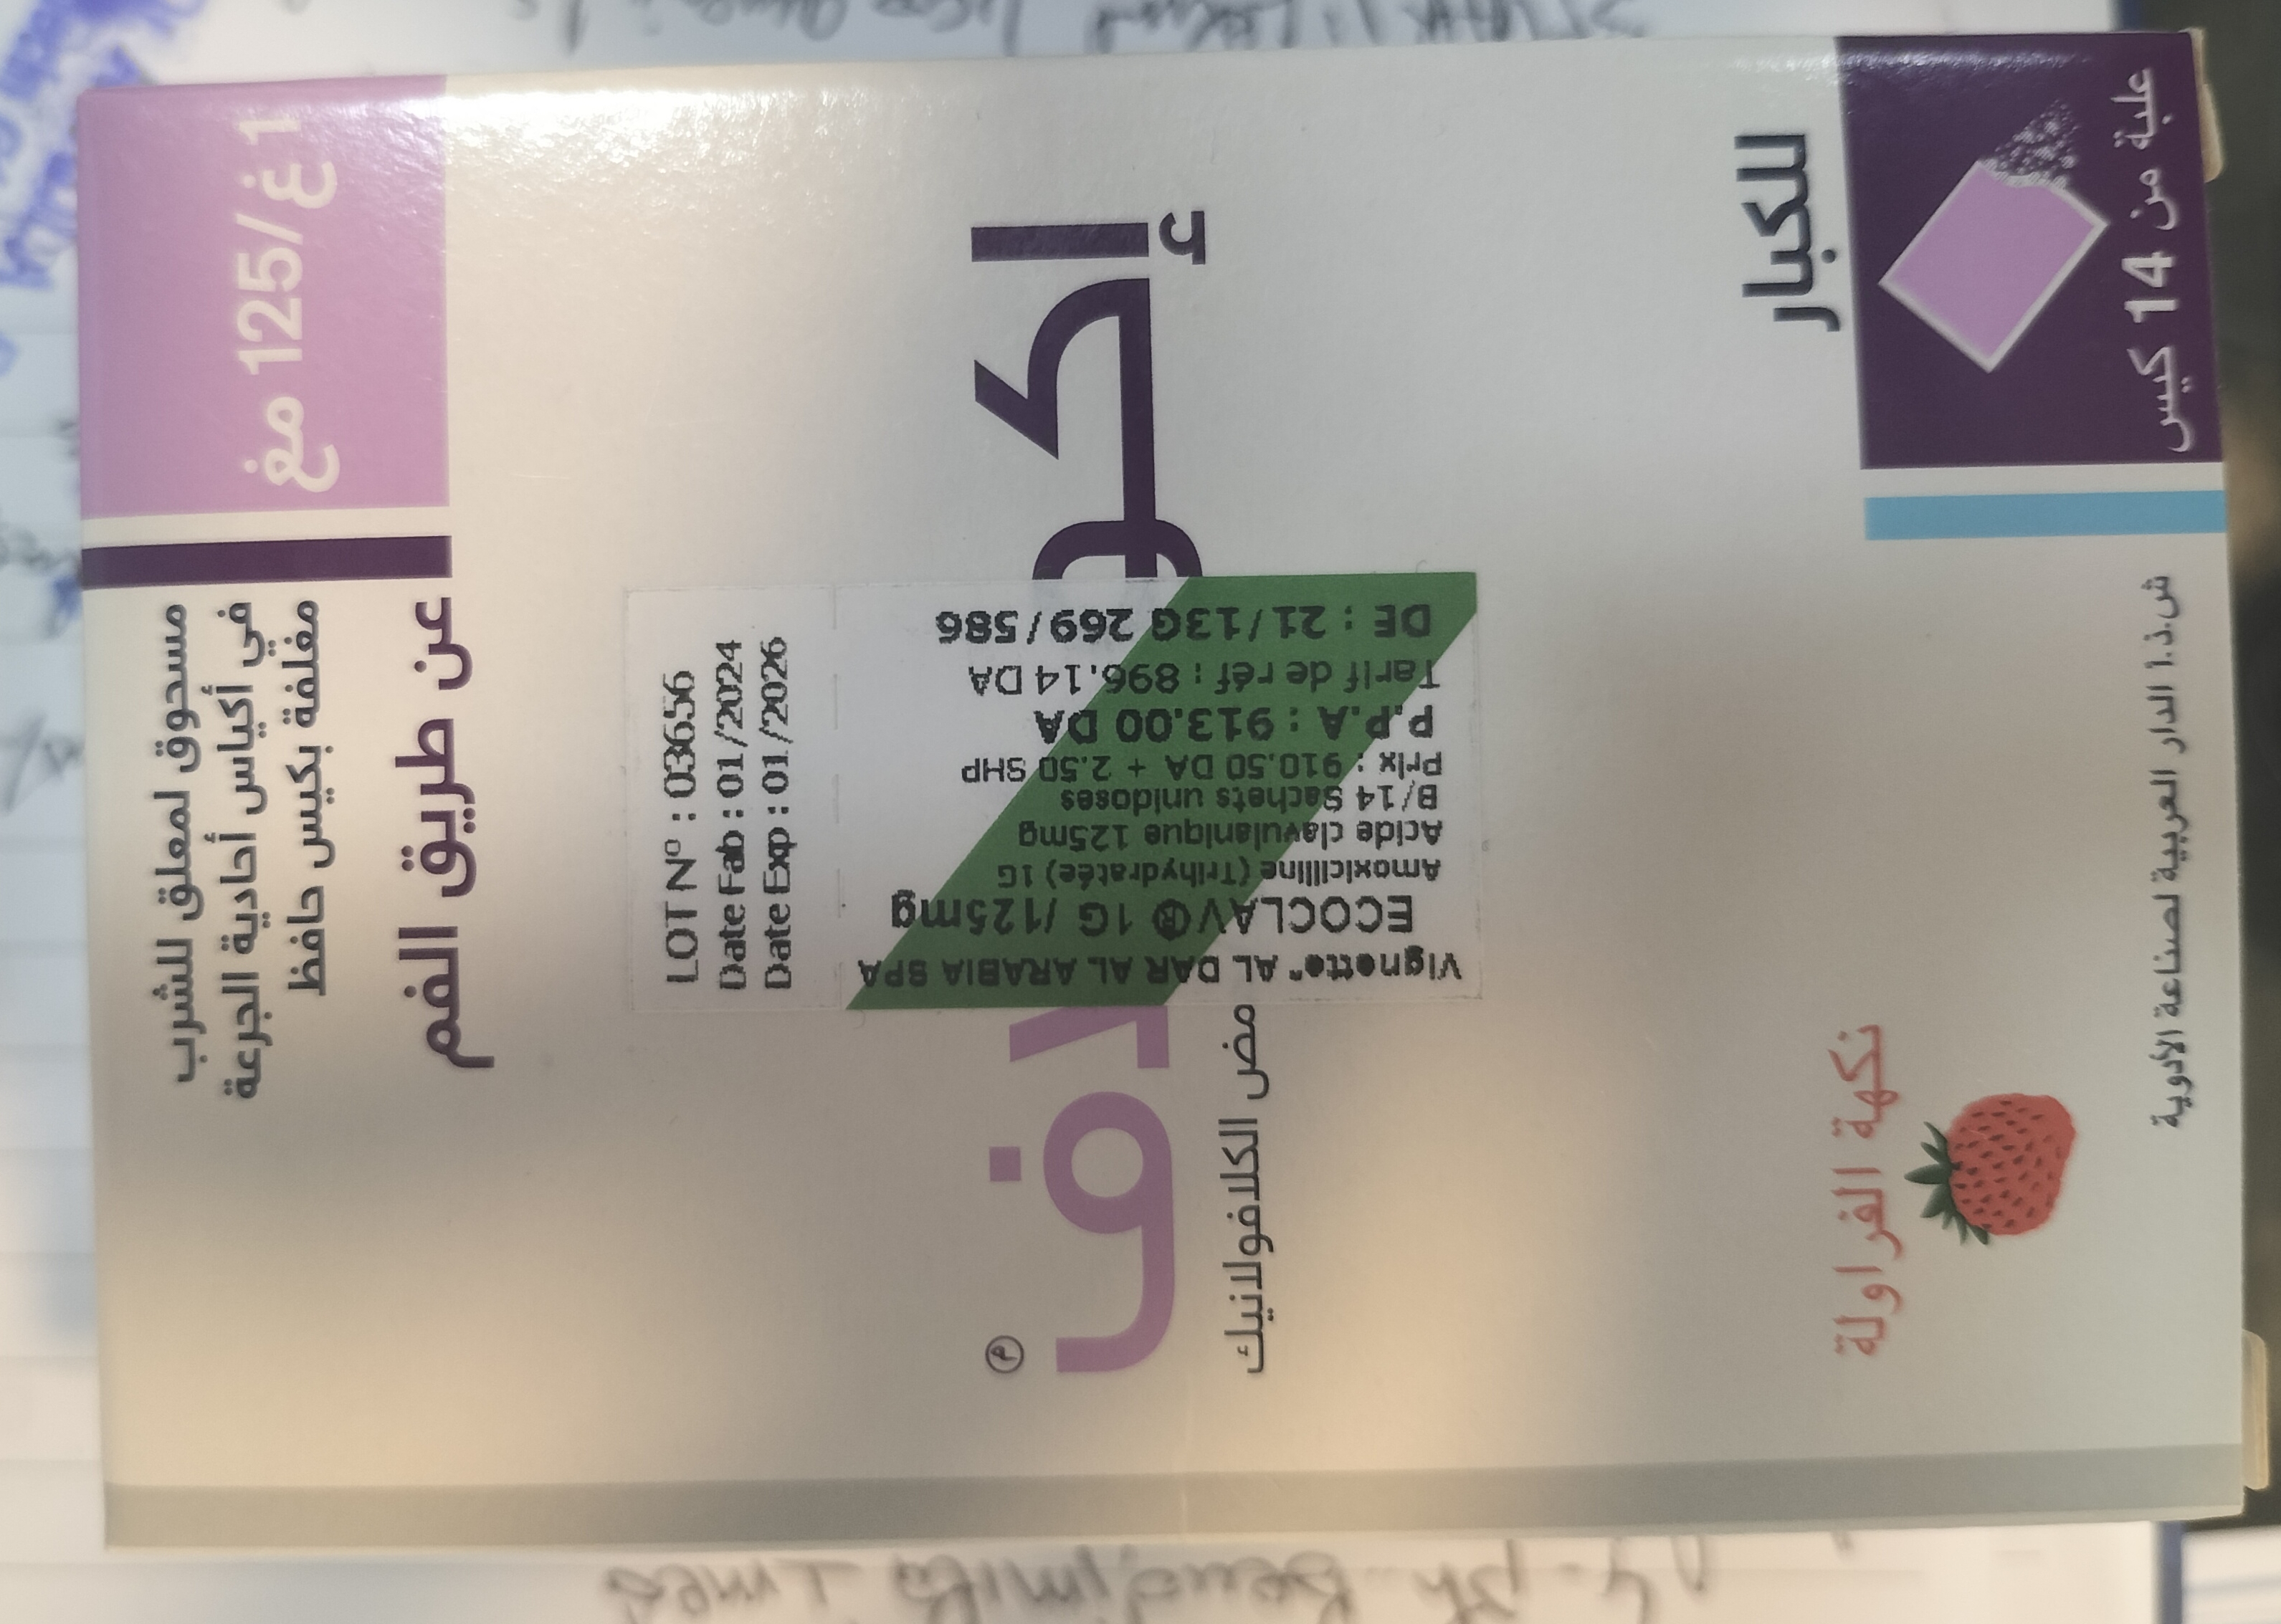 1 غ/125 مغ
مسحوق لمعلق للشرب
في أكياس أحادية الجرعة
مغلفة بكيس حافظ
عن طريق الفم
LOT Nº : 03656
Date Fab : 01/2024
Date Exp : 01/2026
Vignette" AL DAR AL ARABIA SPA
ECOCLAV® 1G /125mg
Amoxicilline (Trihydratée) 1G
Acide clavulanique 125mg
B/14 Sachets unidoses
Prix : 910.50 DA + 2.50 SHP
P.P.A : 913.00 DA
Tarif de réf : 896.14 DA
DE : 21/13G 269/586
إكو
ف
الكلافولانيك
للكبار
نكهة الفراولة
علبة من 14 كيس
ش.ذ.ا الدار العربية لصناعة الأدوية